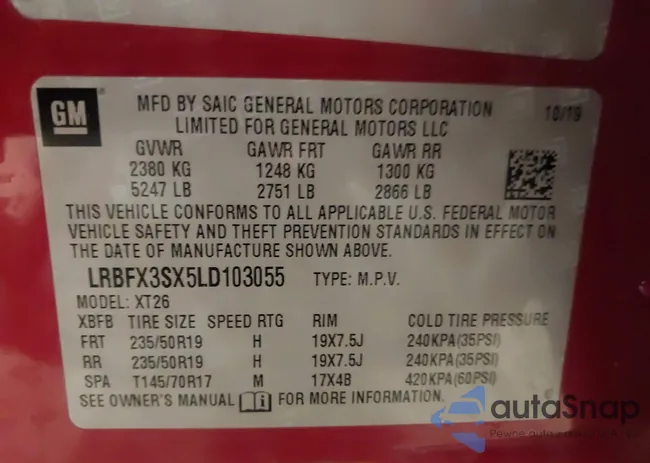 GM
MFD BY SAIC GENERAL MOTORS CORPORATION 10/19
LIMITED FOR GENERAL MOTORS LLC
GVWR GAWR FRT GAWR RR
2380 KG 1248 KG 1300 KG
5247 LB 2751 LB 2866 LB
THIS VEHICLE CONFORMS TO ALL APPLICABLE U.S. FEDERAL MOTOR
VEHICLE SAFETY AND THEFT PREVENTION STANDARDS IN EFFECT ON
THE DATE OF MANUFACTURE SHOWN ABOVE.
LRBFX3SX5LD103055 TYPE: M.P.V.
MODEL: XT26
XBFB TIRE SIZE SPEED RTG RIM COLD TIRE PRESSURE
FRT 235/50R19 H 19X7.5J 240KPA(35PSI)
RR 235/50R19 H 19X7.5J 240KPA(35PSI)
SPA T145/70R17 M 17X4B 420KPA(60PSI)
SEE OWNER'S MANUAL FOR MORE INFORMATION.
autoSnap
Pewne auta z